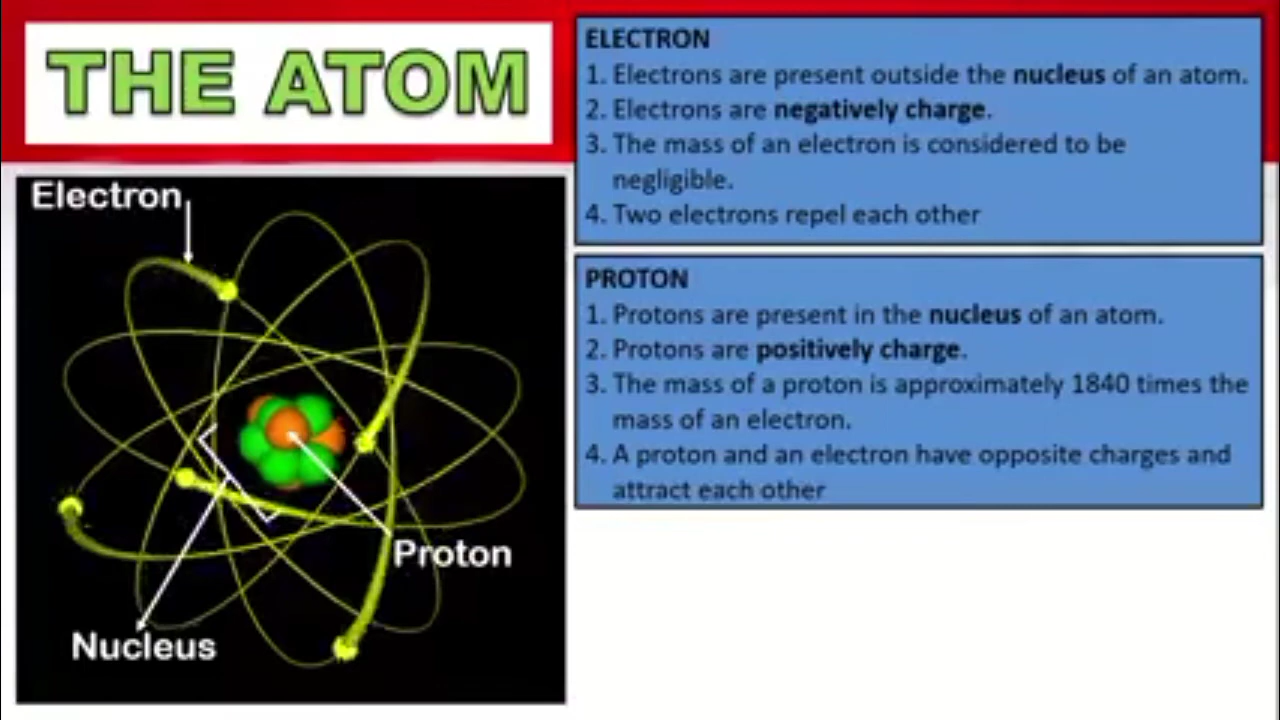 THE ATOM
ELECTRON
1. Electrons are present outside the nucleus of an atom.
2. Electrons are negatively charge.
3. The mass of an electron is considered to be
negligible.
4. Two electrons repel each other
PROTON
1. Protons are present in the nucleus of an atom.
2. Protons are positively charge.
3. The mass of a proton is approximately 1840 times the
mass of an electron.
4. A proton and an electron have opposite charges and
attract each other
Electron
Proton
Nucleus